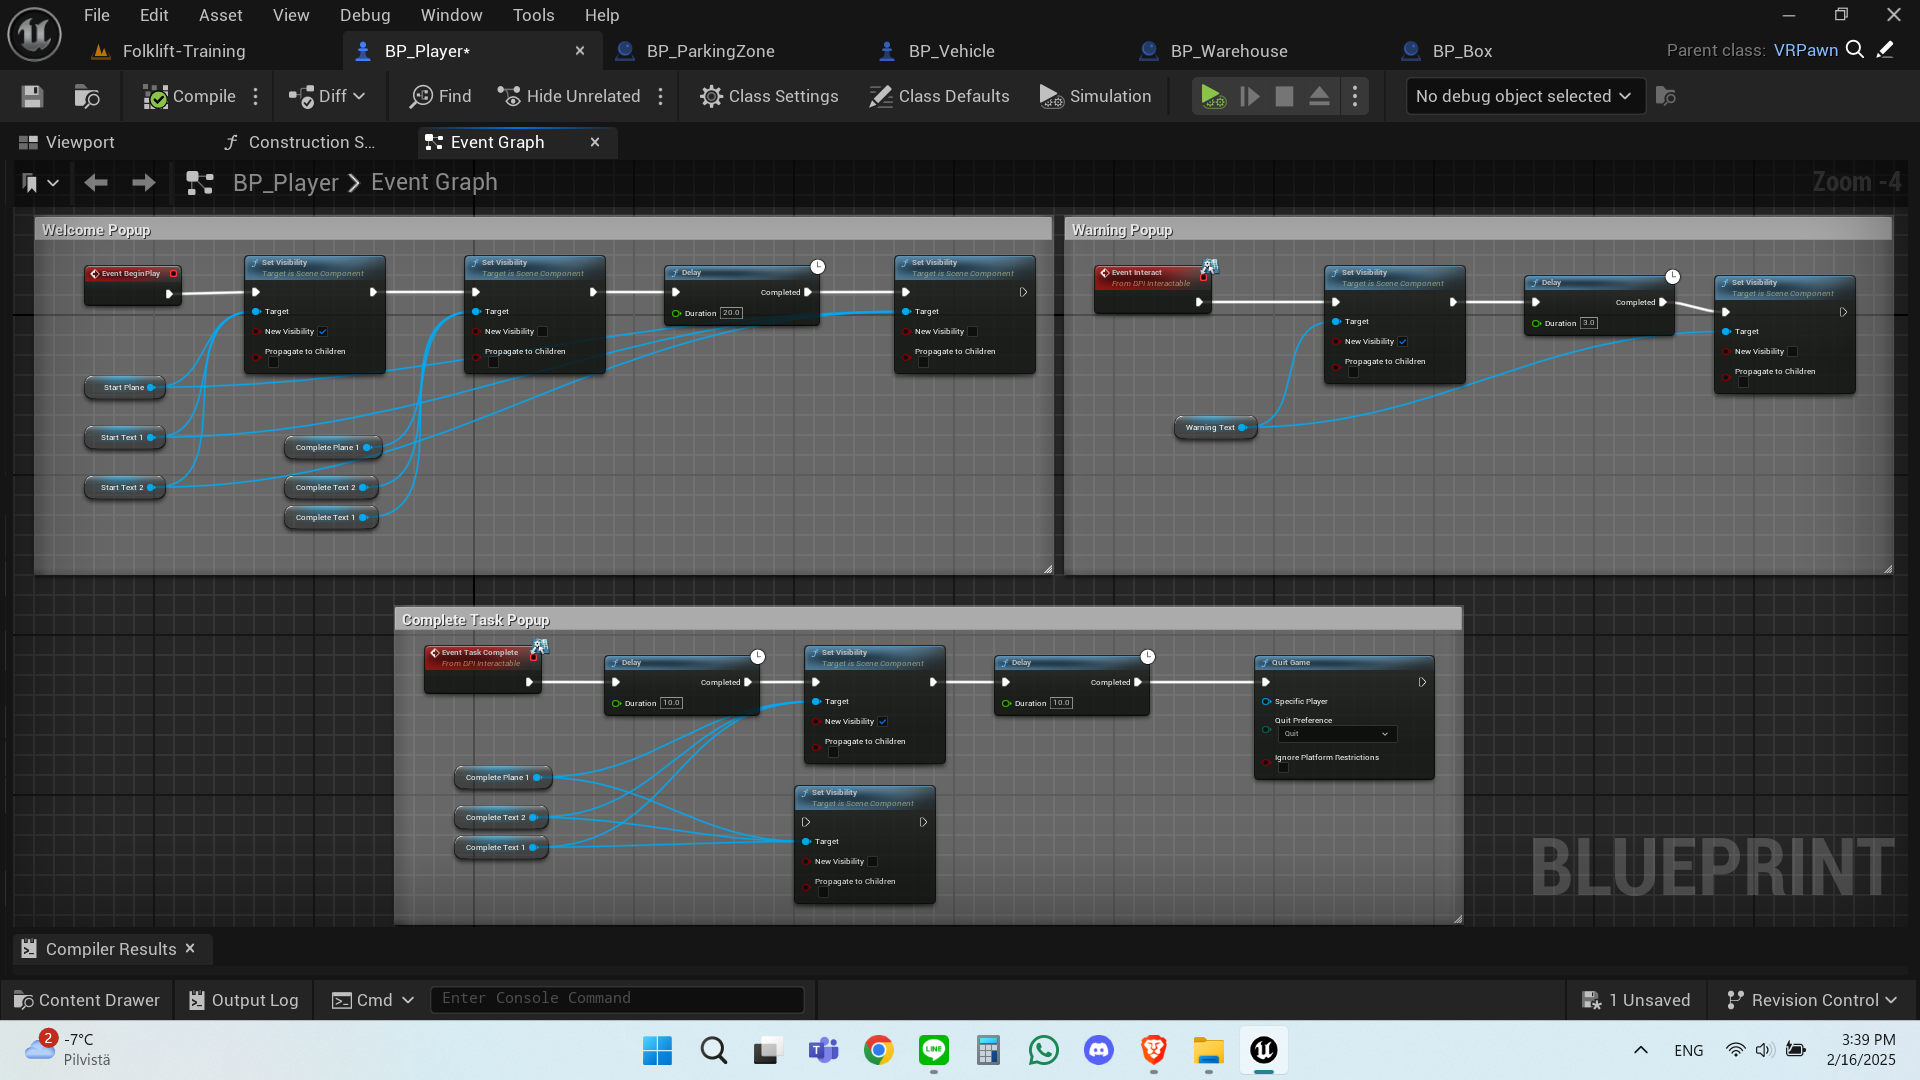 File Edit Asset View Debug Window Tools Help
Folklift-Training BP_Player* BP_ParkingZone BP_Vehicle BP_Warehouse BP_Box Parent class: VRPawn
Compile Diff Find Hide Unrelated Class Settings Class Defaults Simulation No debug object selected
Viewport Construction S... Event Graph
BP_Player > Event Graph Zoom -4
Welcome Popup
Event BeginPlay
Set Visibility
Target is Scene Component
Target
New Visibility
Propagate to Children
Set Visibility
Target is Scene Component
Target
New Visibility
Propagate to Children
Delay
Completed
Duration 20.0
Set Visibility
Target is Scene Component
Target
New Visibility
Propagate to Children
Start Plane
Start Text 1
Start Text 2
Complete Plane 1
Complete Text 2
Complete Text 1
Warning Popup
Event Interact
From BPI Interactable
Set Visibility
Target is Scene Component
Target
New Visibility
Propagate to Children
Delay
Completed
Duration 3.0
Set Visibility
Target is Scene Component
Target
New Visibility
Propagate to Children
Warning Text
Complete Task Popup
Event Task Complete
From BPI Interactable
Delay
Completed
Duration 10.0
Set Visibility
Target is Scene Component
Target
New Visibility
Propagate to Children
Delay
Completed
Duration 10.0
Quit Game
Specific Player
Quit Preference
Quit
Ignore Platform Restrictions
Complete Plane 1
Complete Text 2
Complete Text 1
Set Visibility
Target is Scene Component
Target
New Visibility
Propagate to Children
BLUEPRINT
Compiler Results
Content Drawer Output Log Cmd Enter Console Command 1 Unsaved Revision Control
2 -7°C
Pilvistä
LINE
ENG
3:39 PM
2/16/2025